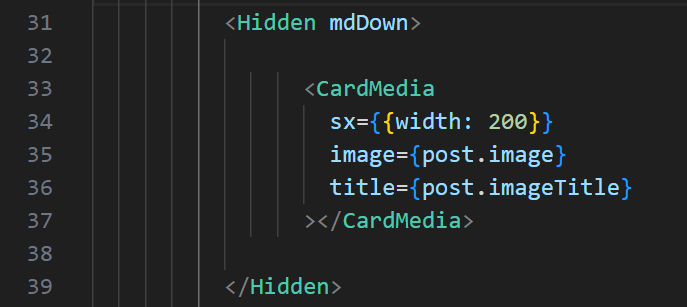 31 <Hidden mdDown>
32
33 <CardMedia
34 sx={{width: 200}}
35 image={post.image}
36 title={post.imageTitle}
37 ></CardMedia>
38
39 </Hidden>